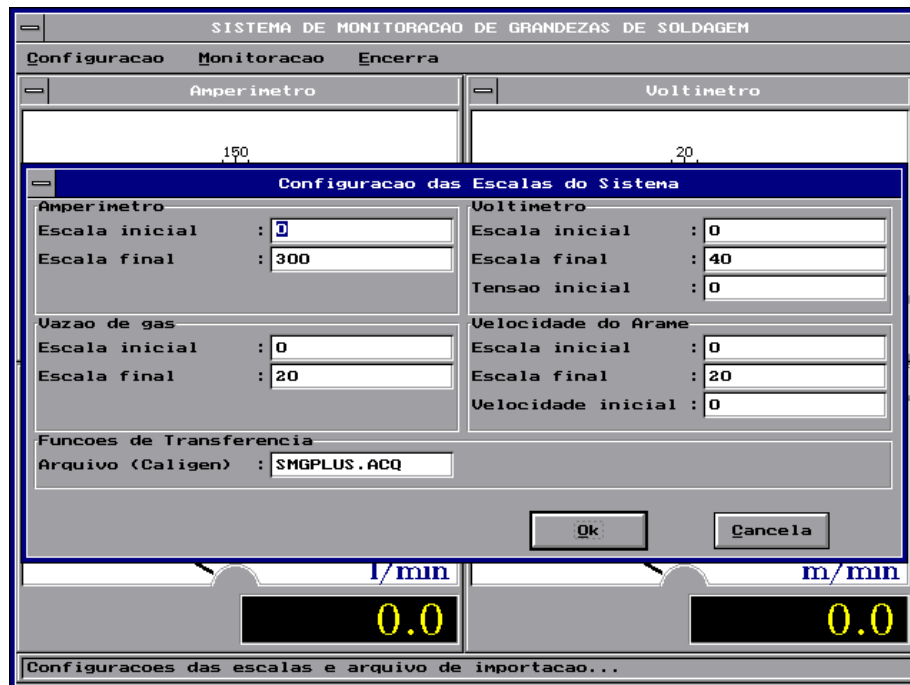 SISTEMA DE MONITORACAO DE GRANDEZAS DE SOLDAGEM
Configuracao Monitoracao Encerra
Amperimetro
Voltimetro
150
20
Configuracao das Escalas do Sistema
Amperimetro
Escala inicial : 0
Escala final : 300
Voltimetro
Escala inicial : 0
Escala final : 40
Tensao inicial : 0
Vazao de gas
Escala inicial : 0
Escala final : 20
Velocidade do Arame
Escala inicial : 0
Escala final : 20
Velocidade inicial : 0
Funcoes de Transferencia
Arquivo (Caligen) : SMGPLUS.ACQ
Ok
Cancela
l/min
m/min
0.0
0.0
Configuracoes das escalas e arquivo de importacao...